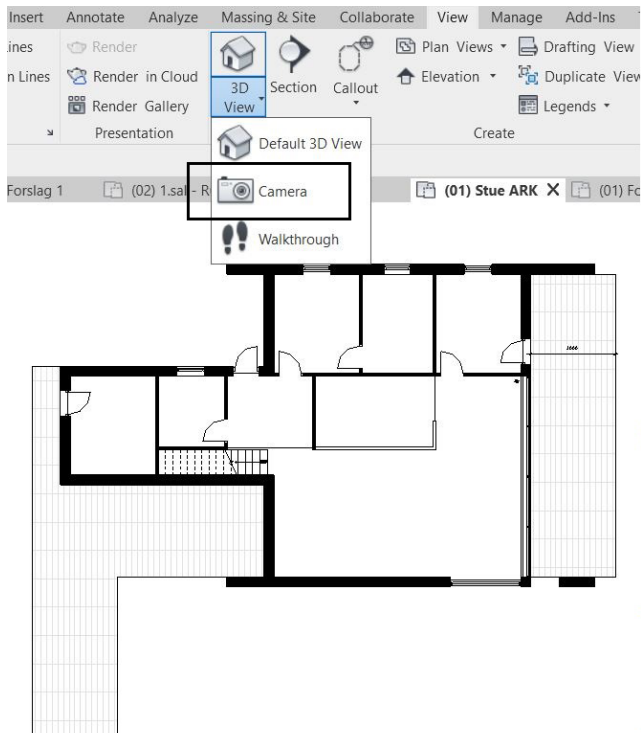 Insert Annotate Analyze Massing & Site Collaborate View Manage Add-Ins
ines Render Plan Views Drafting View
n Lines Render in Cloud 3D View Section Callout Elevation Duplicate View
Render Gallery Legends
Presentation Create
Default 3D View
Forslag 1 (02) 1.sal - R Camera (01) Stue ARK X (01) Fo
Walkthrough